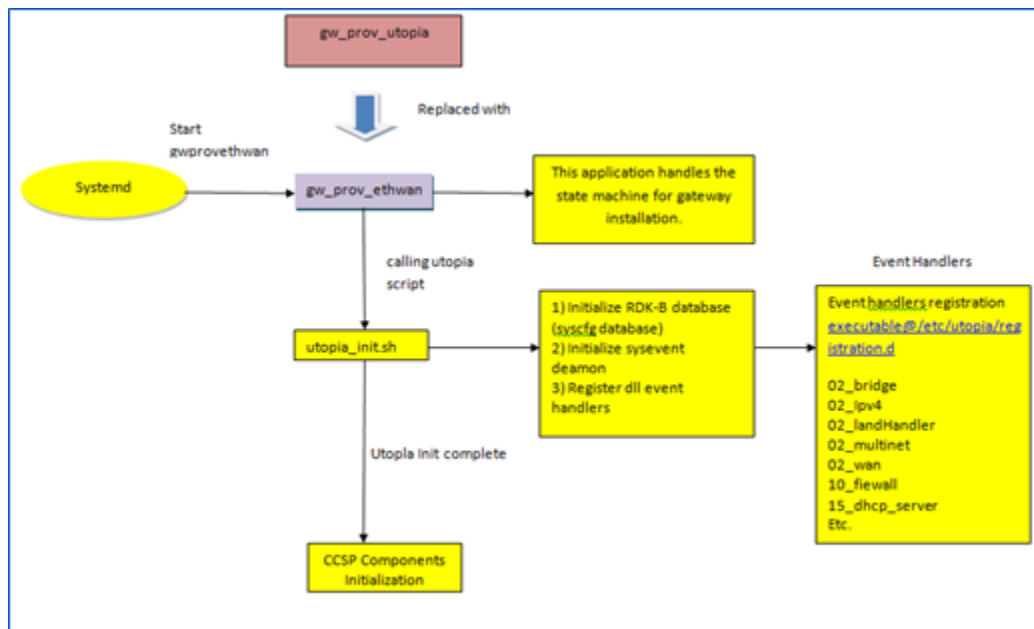 gw_prov_utopia
Replaced with
Start
gwprovethwan
Systemd
gw_prov_ethwan
This application handles the
state machine for gateway
installation.
calling utopia
script
Event Handlers
utopia_init.sh
1) Initialize RDK-B database
(syscfg database)
2) Initialize sysevent
deamon
3) Register dll event
handlers
Event handlers registration
executable@/etc/utopia/reg
istration.d
02_bridge
02_ipv4
02_landHandler
02_multinet
02_wan
10_fiewall
15_dhcp_server
Etc.
Utopia Init complete
CCSP Components
Initialization